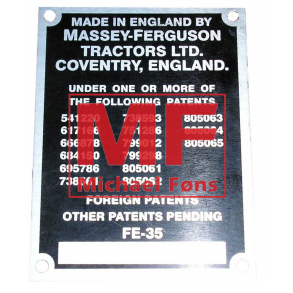 MADE IN ENGLAND BY
MASSEY-FERGUSON
TRACTORS LTD.
COVENTRY, ENGLAND.
UNDER ONE OR MORE OF
THE FOLLOWING PATENTS
541226 805063
805065
695786 805061
MF
Michael Føns
FOREIGN PATENTS
OTHER PATENTS PENDING
FE-35